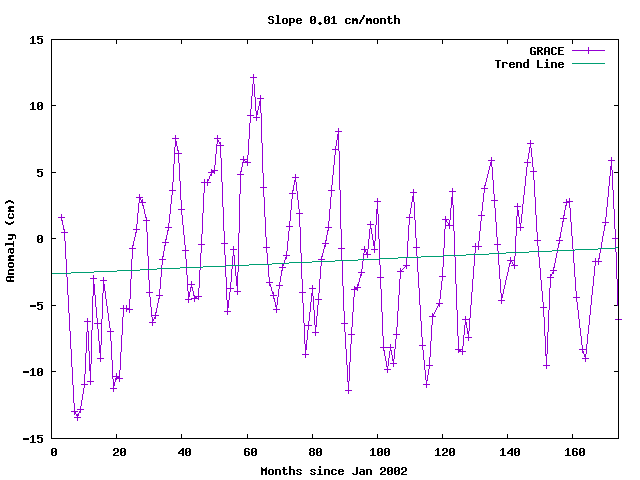 Slope 0.01 cm/month
GRACE
Trend Line
Anomaly (cm)
15
10
5
0
-5
-10
-15
0 20 40 60 80 100 120 140 160
Months since Jan 2002